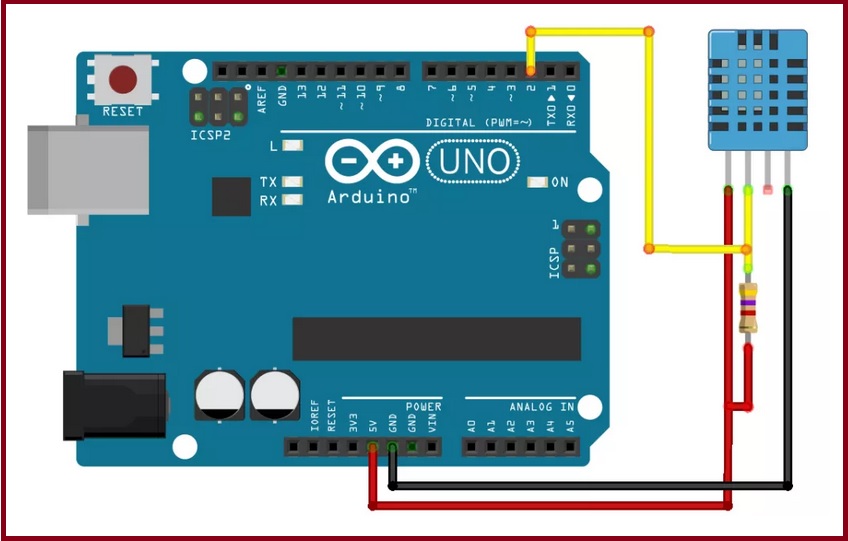 RESET
ICSP2
AREF
GND
13
12
~11
~10
~9
8
7
~6
~5
4
~3
2
TX0▶1
RX0◀0
DIGITAL (PWM=~)
L
TX
RX
UNO
Arduino™
ON
1
ICSP
POWER
ANALOG IN
IOREF
RESET
3V3
5V
GND
GND
VIN
A0
A1
A2
A3
A4
A5